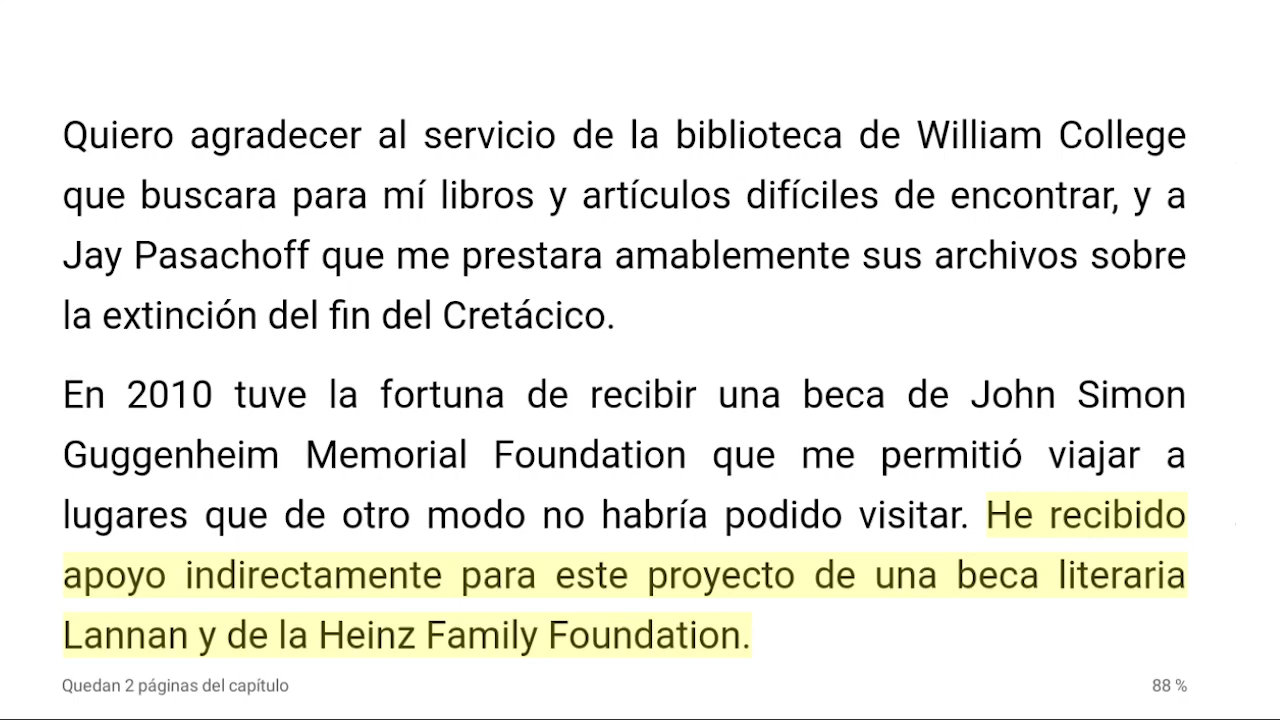 Quiero agradecer al servicio de la biblioteca de William College
que buscara para mí libros y artículos difíciles de encontrar, y a
Jay Pasachoff que me prestara amablemente sus archivos sobre
la extinción del fin del Cretácico.
En 2010 tuve la fortuna de recibir una beca de John Simon
Guggenheim Memorial Foundation que me permitió viajar a
lugares que de otro modo no habría podido visitar. He recibido
apoyo indirectamente para este proyecto de una beca literaria
Lannan y de la Heinz Family Foundation.
Quedan 2 páginas del capítulo
88 %